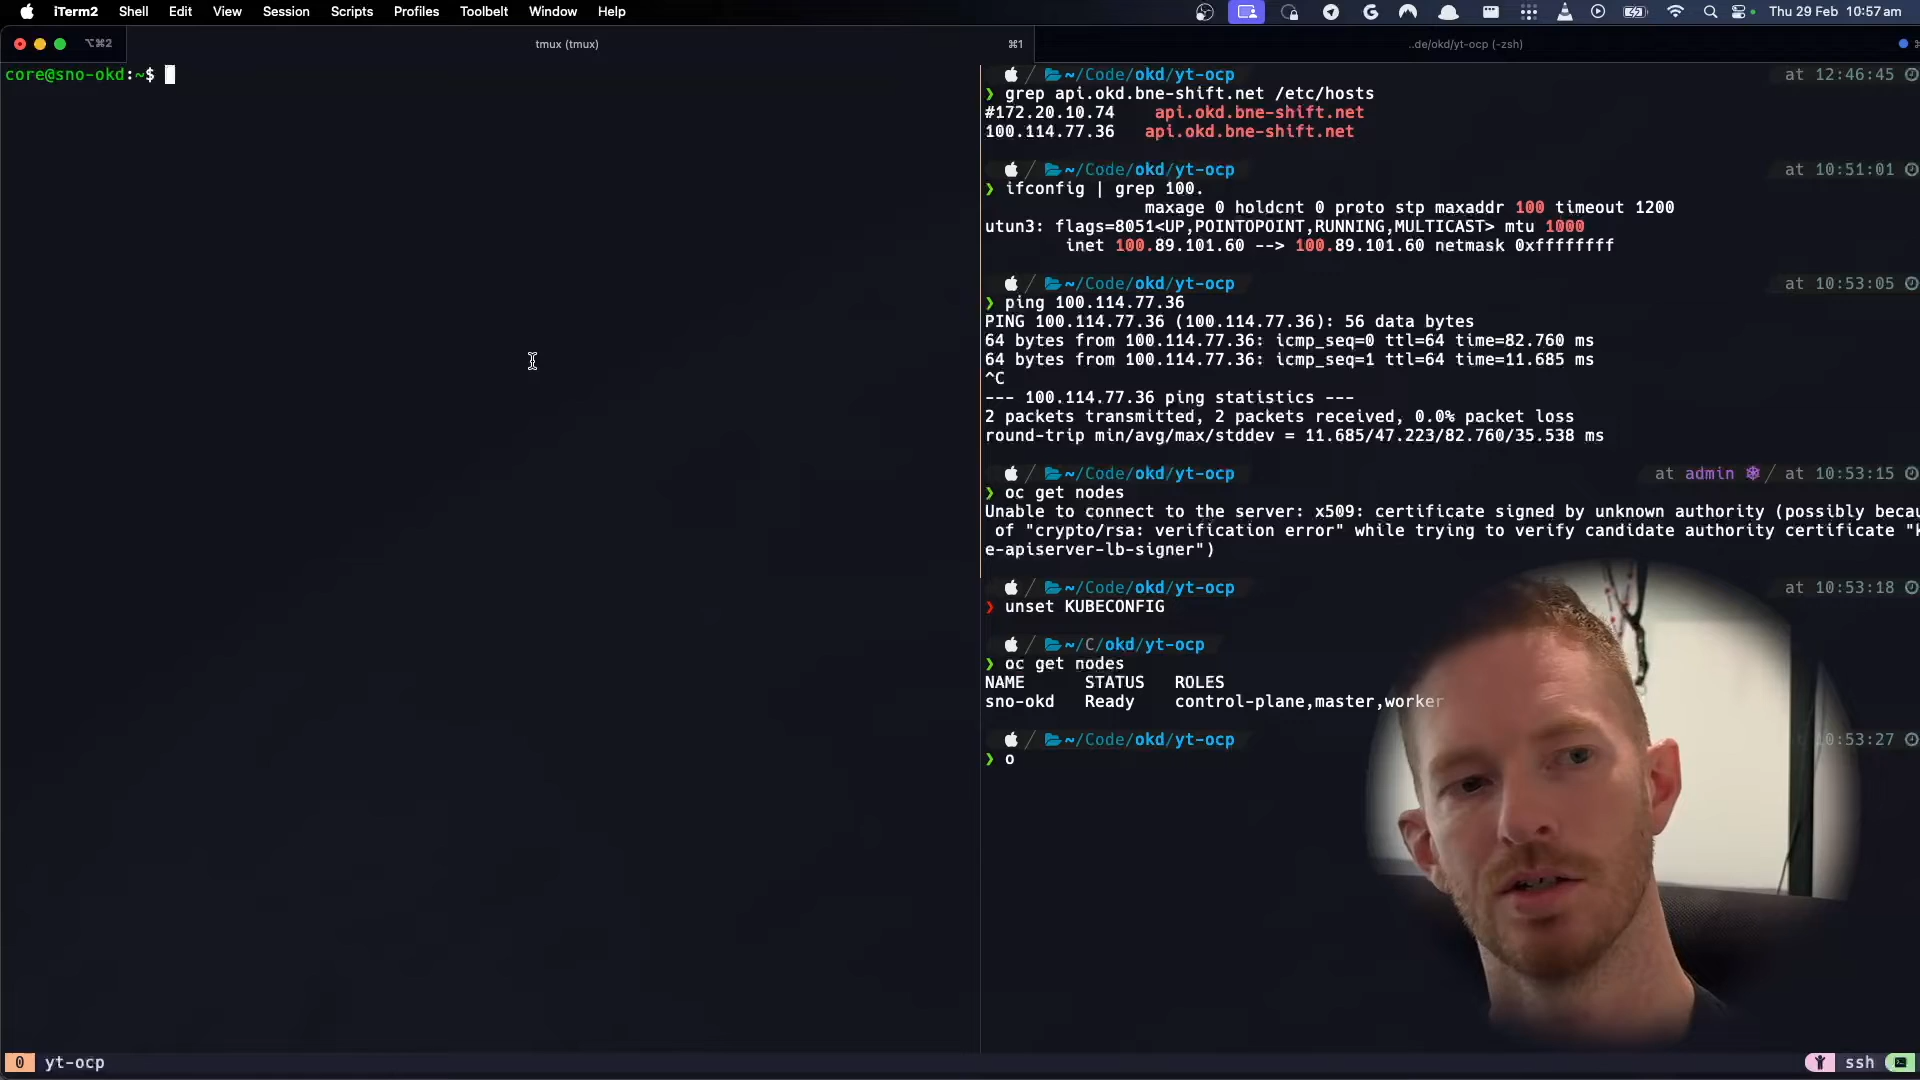 iTerm2 Shell Edit View Session Scripts Profiles Toolbelt Window Help Thu 29 Feb 10:57 am
⌥⌘2 tmux (tmux) ⌘1 ..de/okd/yt-ocp (-zsh)
core@sno-okd:~$
~/Code/okd/yt-ocp at 12:46:45
❯ grep api.okd.bne-shift.net /etc/hosts
#172.20.10.74 api.okd.bne-shift.net
100.114.77.36 api.okd.bne-shift.net
~/Code/okd/yt-ocp at 10:51:01
❯ ifconfig | grep 100.
maxage 0 holdcnt 0 proto stp maxaddr 100 timeout 1200
utun3: flags=8051<UP,POINTOPOINT,RUNNING,MULTICAST> mtu 1000
inet 100.89.101.60 --> 100.89.101.60 netmask 0xffffffff
~/Code/okd/yt-ocp at 10:53:05
❯ ping 100.114.77.36
PING 100.114.77.36 (100.114.77.36): 56 data bytes
64 bytes from 100.114.77.36: icmp_seq=0 ttl=64 time=82.760 ms
64 bytes from 100.114.77.36: icmp_seq=1 ttl=64 time=11.685 ms
^C
--- 100.114.77.36 ping statistics ---
2 packets transmitted, 2 packets received, 0.0% packet loss
round-trip min/avg/max/stddev = 11.685/47.223/82.760/35.538 ms
~/Code/okd/yt-ocp at admin / at 10:53:15
❯ oc get nodes
Unable to connect to the server: x509: certificate signed by unknown authority (possibly becau
of "crypto/rsa: verification error" while trying to verify candidate authority certificate "k
e-apiserver-lb-signer")
~/Code/okd/yt-ocp at 10:53:18
❯ unset KUBECONFIG
~/C/okd/yt-ocp
❯ oc get nodes
NAME STATUS ROLES
sno-okd Ready control-plane,master,worker
~/Code/okd/yt-ocp 10:53:27
❯ o
0 yt-ocp ssh